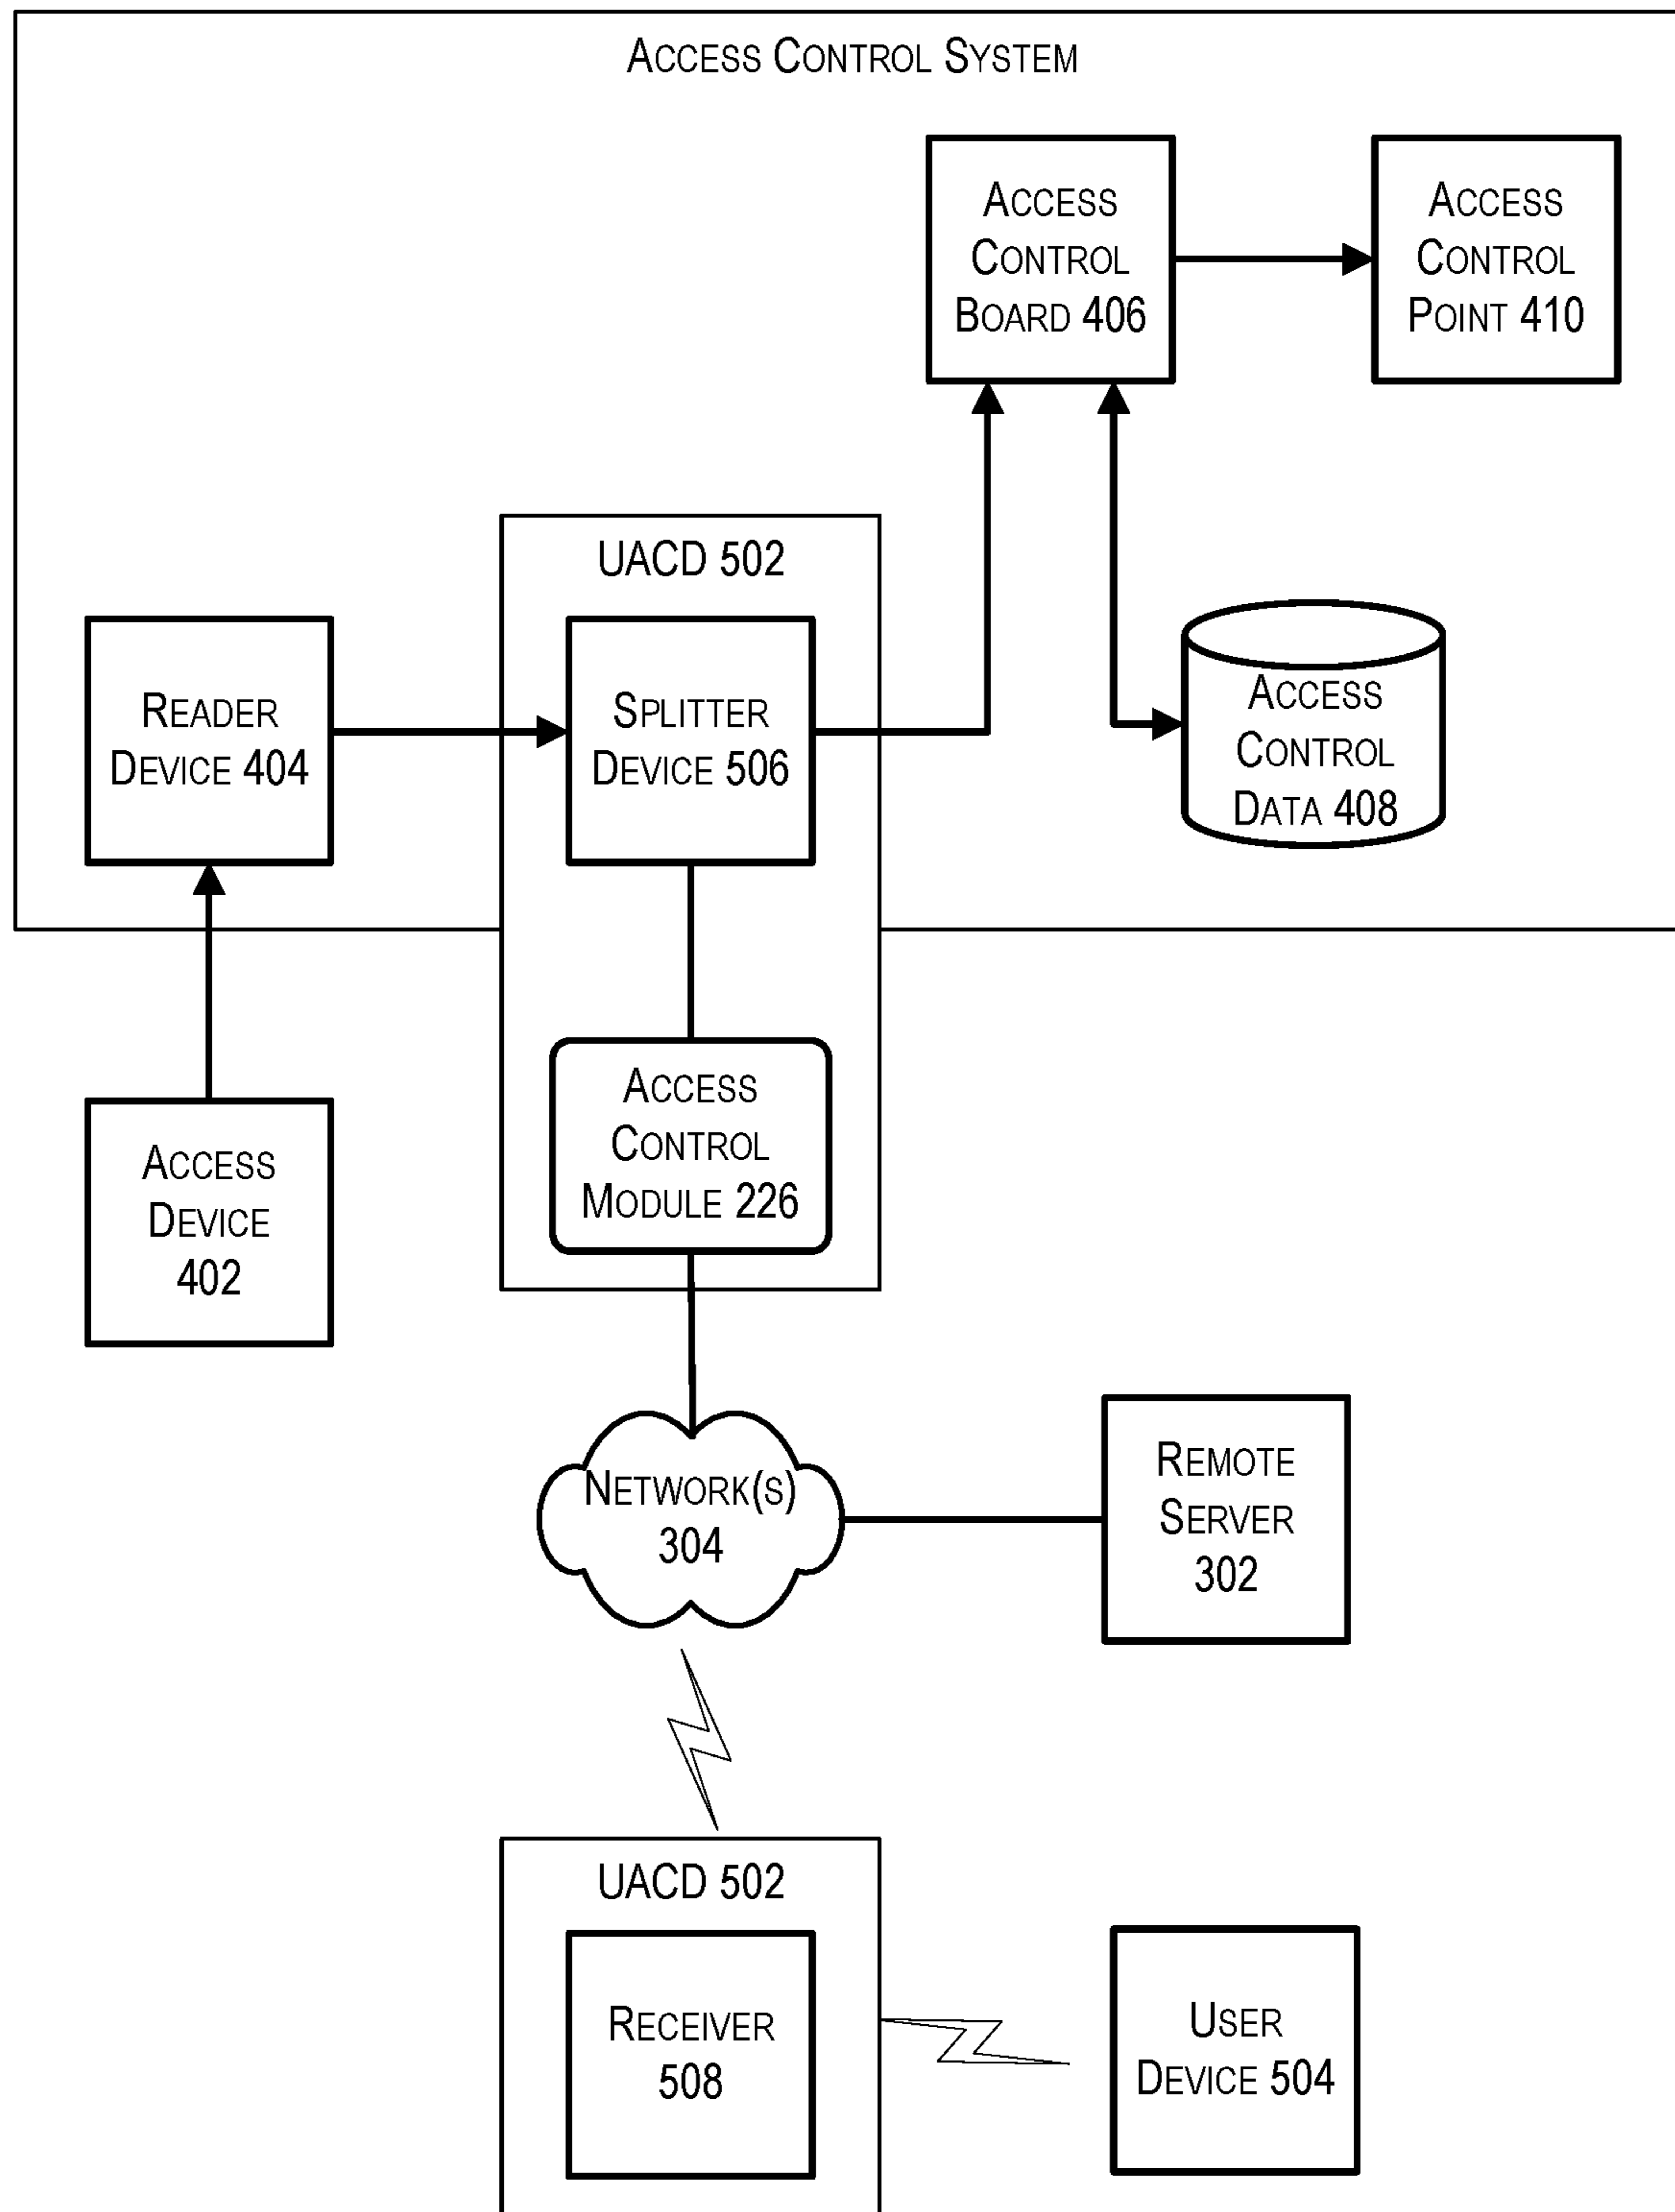 ACCESS CONTROL SYSTEM
ACCESS
CONTROL
BOARD 406
ACCESS
CONTROL
POINT 410
UACD 502
READER
DEVICE 404
SPLITTER
DEVICE 506
ACCESS
CONTROL
DATA 408
ACCESS
CONTROL
MODULE 226
ACCESS
DEVICE
402
NETWORK(S)
304
REMOTE
SERVER
302
UACD 502
RECEIVER
508
USER
DEVICE 504